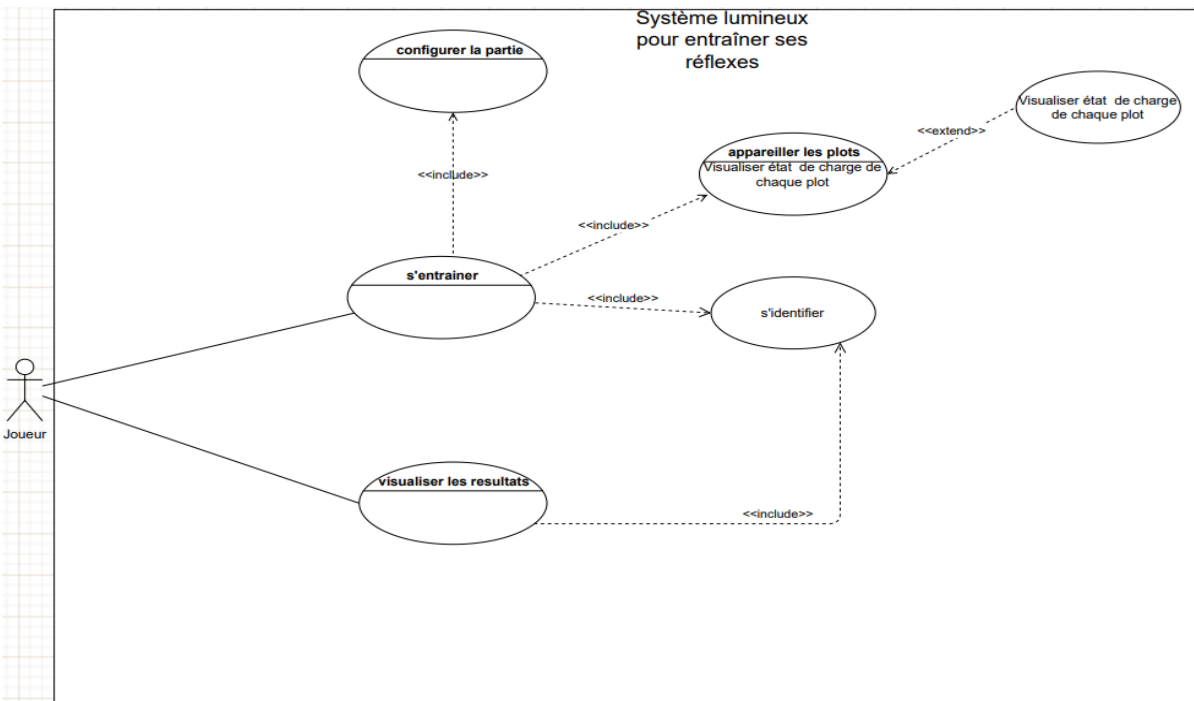 Système lumineux
pour entraîner ses
réflexes
configurer la partie
Visualiser état  de charge
de chaque plot
<<extend>>
appareiller les plots
Visualiser état  de charge de
chaque plot
<<include>>
<<include>>
s'entrainer
<<include>>
s'identifier
Joueur
visualiser les resultats
<<include>>